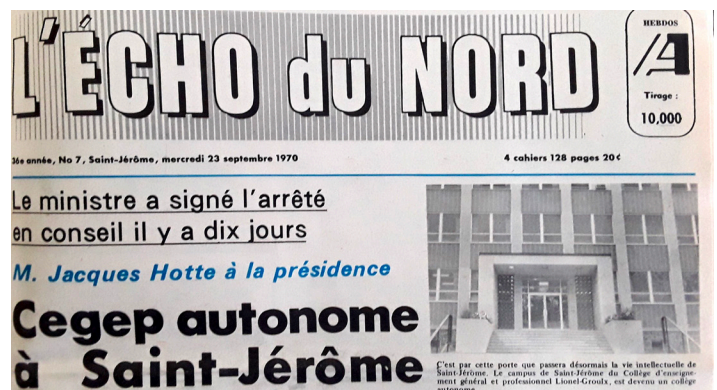 L'ÉCHO du NORD
HEBDOS
A
Tirage :
10,000
36e année, No 7, Saint-Jérôme, mercredi 23 septembre 1970
4 cahiers 128 pages 20¢
Le ministre a signé l'arrêté
en conseil il y a dix jours
M. Jacques Hotte à la présidence
Cegep autonome
à Saint-Jérôme
C'est par cette porte que passera désormais la vie intellectuelle de
Saint-Jérôme. Le campus de Saint-Jérôme du Collège d'enseigne-
ment général et professionnel Lionel-Groulx, est devenu un collège
autonome